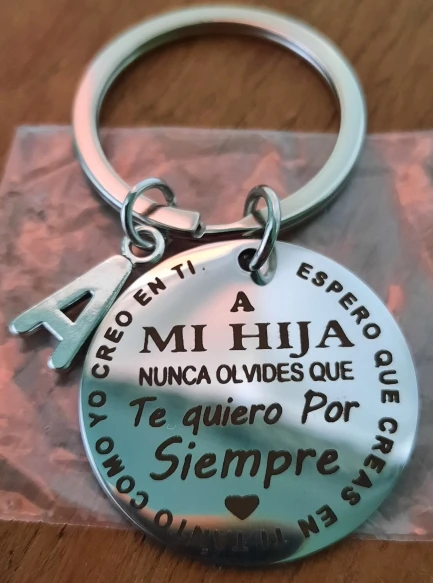 A
A
MI HIJA
NUNCA OLVIDES QUE
Te quiero Por
Siempre
ESPERO QUE CREAS EN TI TANTO COMO YO CREO EN TI